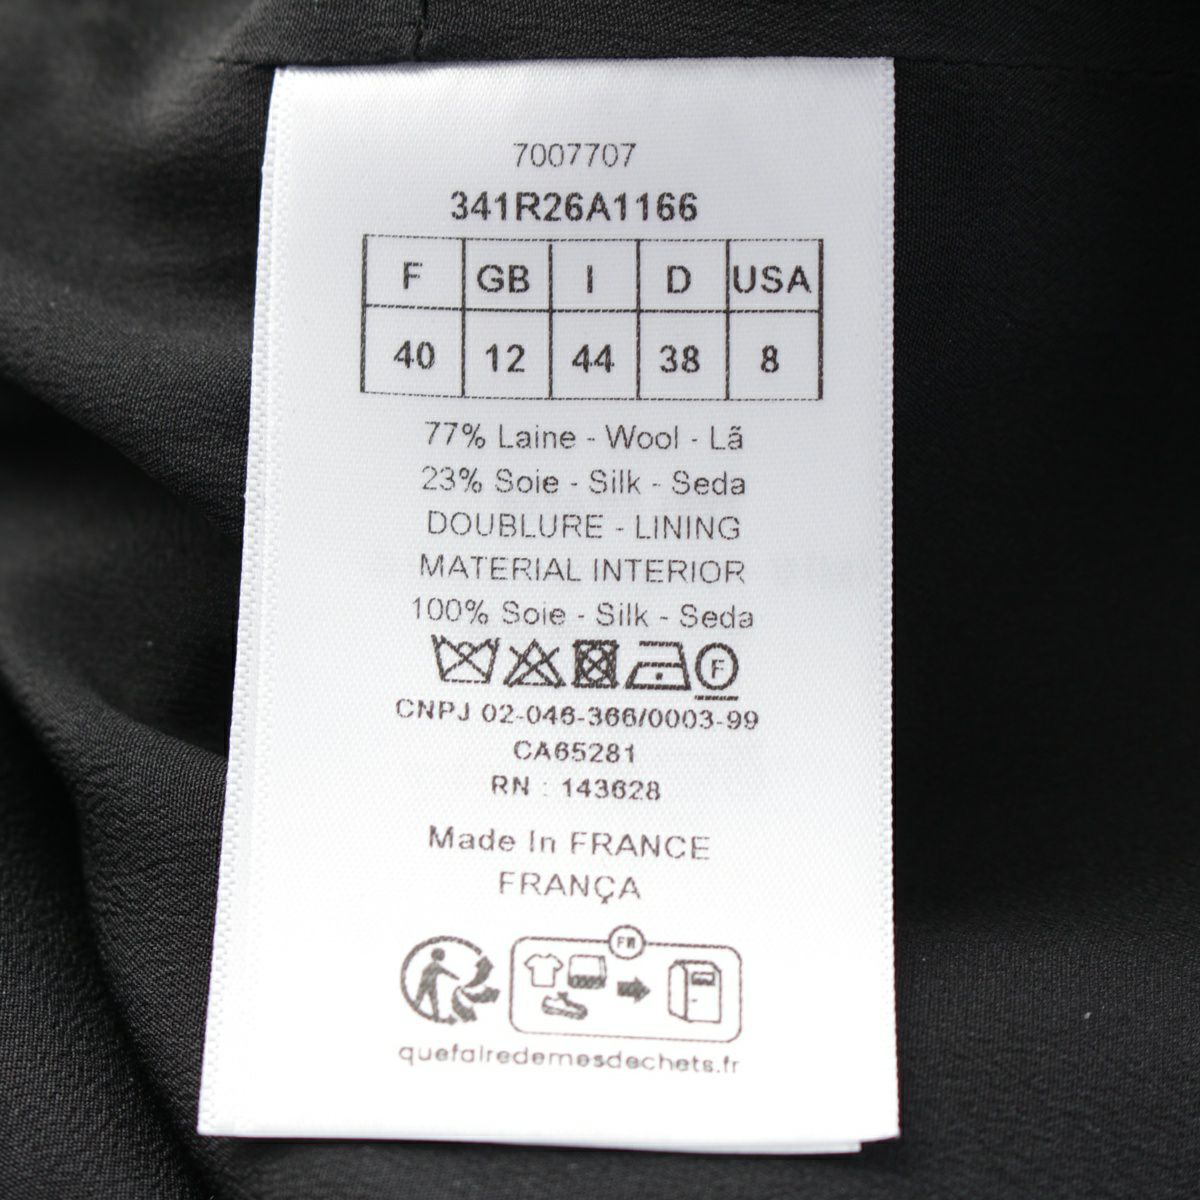 7007707
341R26A1166
F GB I D USA
40 12 44 38 8
77% Laine - Wool - Lã
23% Soie - Silk - Seda
DOUBLURE - LINING
MATERIAL INTERIOR
100% Soie - Silk - Seda
F
CNPJ 02-046-366/0003-99
CA65281
RN : 143628
Made In FRANCE
FRANÇA
FR
quefairedemesdechets.fr